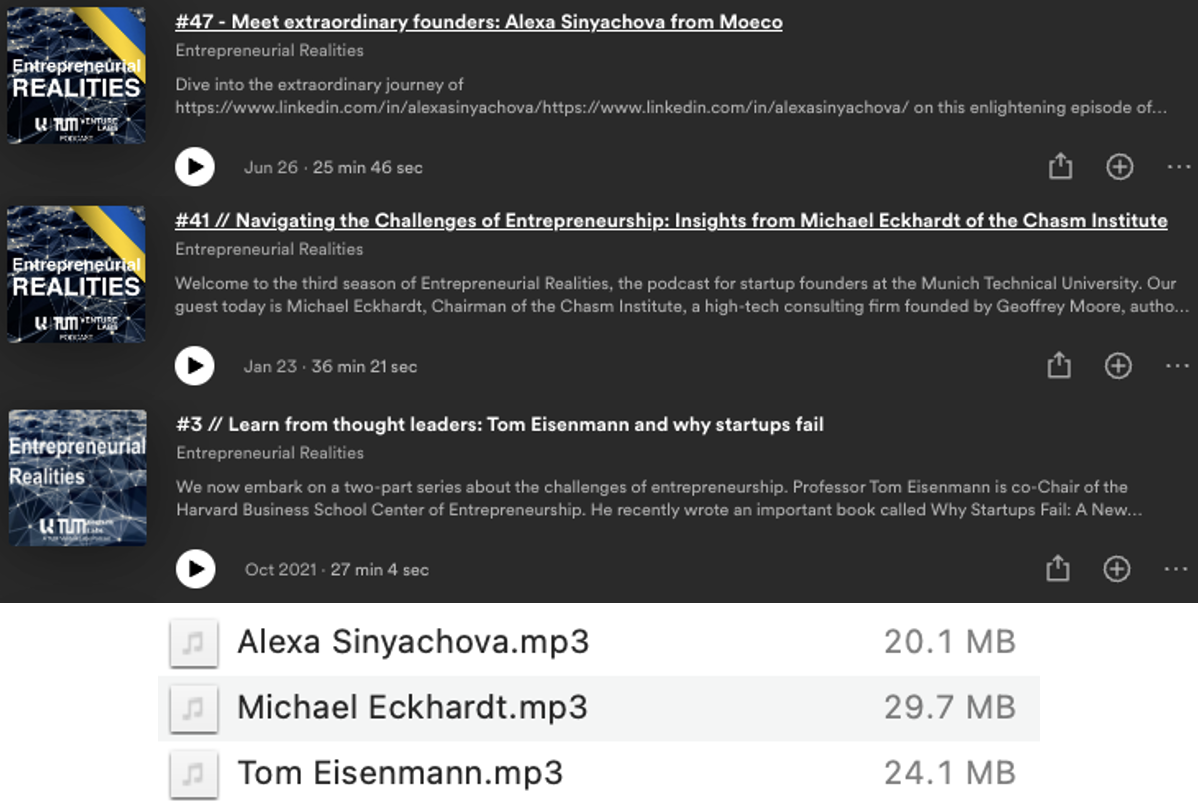 Entrepreneurial
REALITIES
TUM VENTURE
LABS
PODCAST
#47 - Meet extraordinary founders: Alexa Sinyachova from Moeco
Entrepreneurial Realities
Dive into the extraordinary journey of
https://www.linkedin.com/in/alexasinyachova/https://www.linkedin.com/in/alexasinyachova/ on this enlightening episode of...
Jun 26 · 25 min 46 sec
Entrepreneurial
REALITIES
TUM VENTURE
LABS
PODCAST
#41 // Navigating the Challenges of Entrepreneurship: Insights from Michael Eckhardt of the Chasm Institute
Entrepreneurial Realities
Welcome to the third season of Entrepreneurial Realities, the podcast for startup founders at the Munich Technical University. Our
guest today is Michael Eckhardt, Chairman of the Chasm Institute, a high-tech consulting firm founded by Geoffrey Moore, autho...
Jan 23 · 36 min 21 sec
Entrepreneurial
Realities
TUM
Labs
#3 // Learn from thought leaders: Tom Eisenmann and why startups fail
Entrepreneurial Realities
We now embark on a two-part series about the challenges of entrepreneurship. Professor Tom Eisenmann is co-Chair of the
Harvard Business School Center of Entrepreneurship. He recently wrote an important book called Why Startups Fail: A New...
Oct 2021 · 27 min 4 sec
Alexa Sinyachova.mp3 20.1 MB
Michael Eckhardt.mp3 29.7 MB
Tom Eisenmann.mp3 24.1 MB